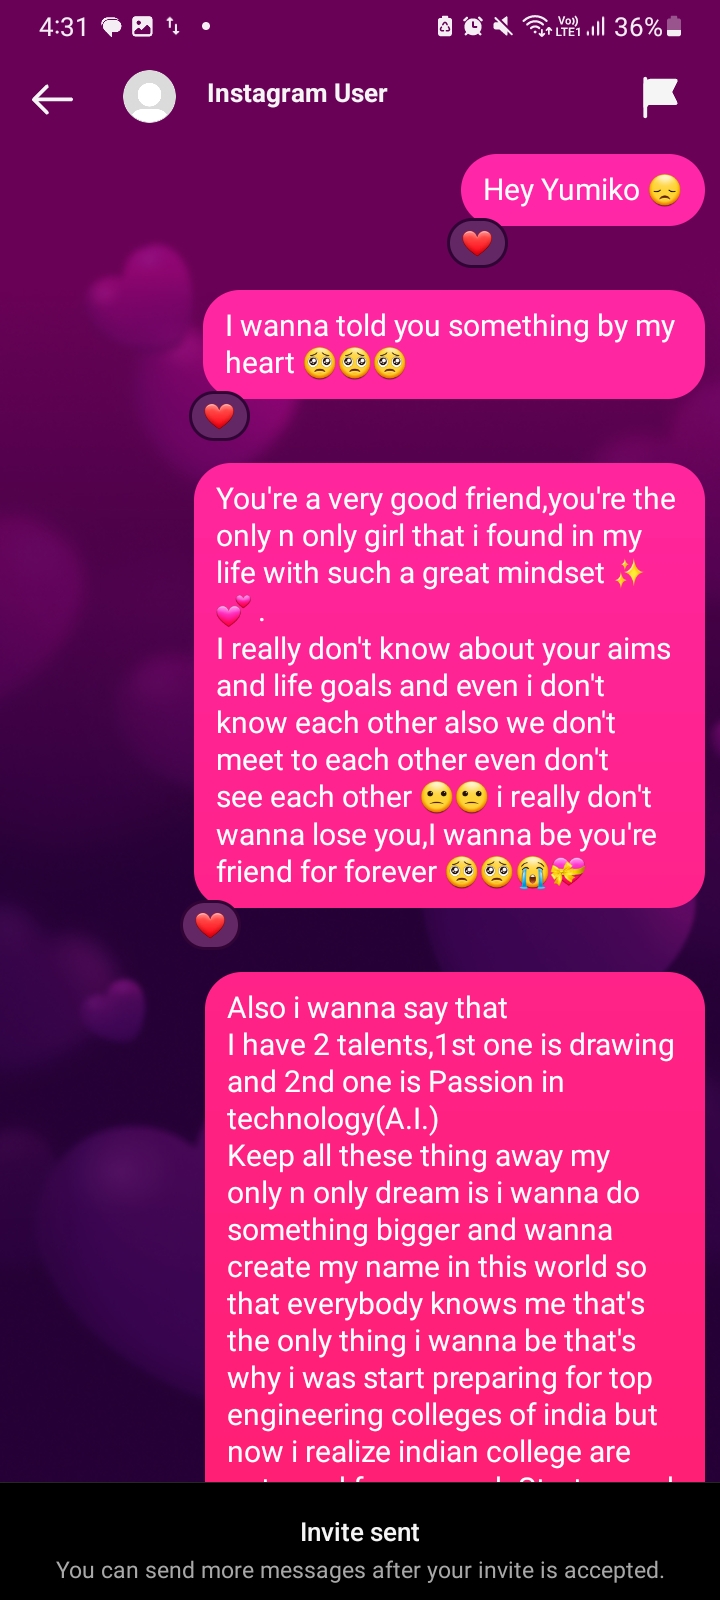 4:31
Vo)) LTE1 36%
Instagram User
Hey Yumiko 😞
❤️
I wanna told you something by my
heart 🥺🥺🥺
❤️
You're a very good friend,you're the
only n only girl that i found in my
life with such a great mindset ✨
💕 .
I really don't know about your aims
and life goals and even i don't
know each other also we don't
meet to each other even don't
see each other 🙁😐 i really don't
wanna lose you,I wanna be you're
friend for forever 🥺🥺😭💝
❤️
Also i wanna say that
I have 2 talents,1st one is drawing
and 2nd one is Passion in
technology(A.I.)
Keep all these thing away my
only n only dream is i wanna do
something bigger and wanna
create my name in this world so
that everybody knows me that's
the only thing i wanna be that's
why i was start preparing for top
engineering colleges of india but
now i realize indian college are
Invite sent
You can send more messages after your invite is accepted.